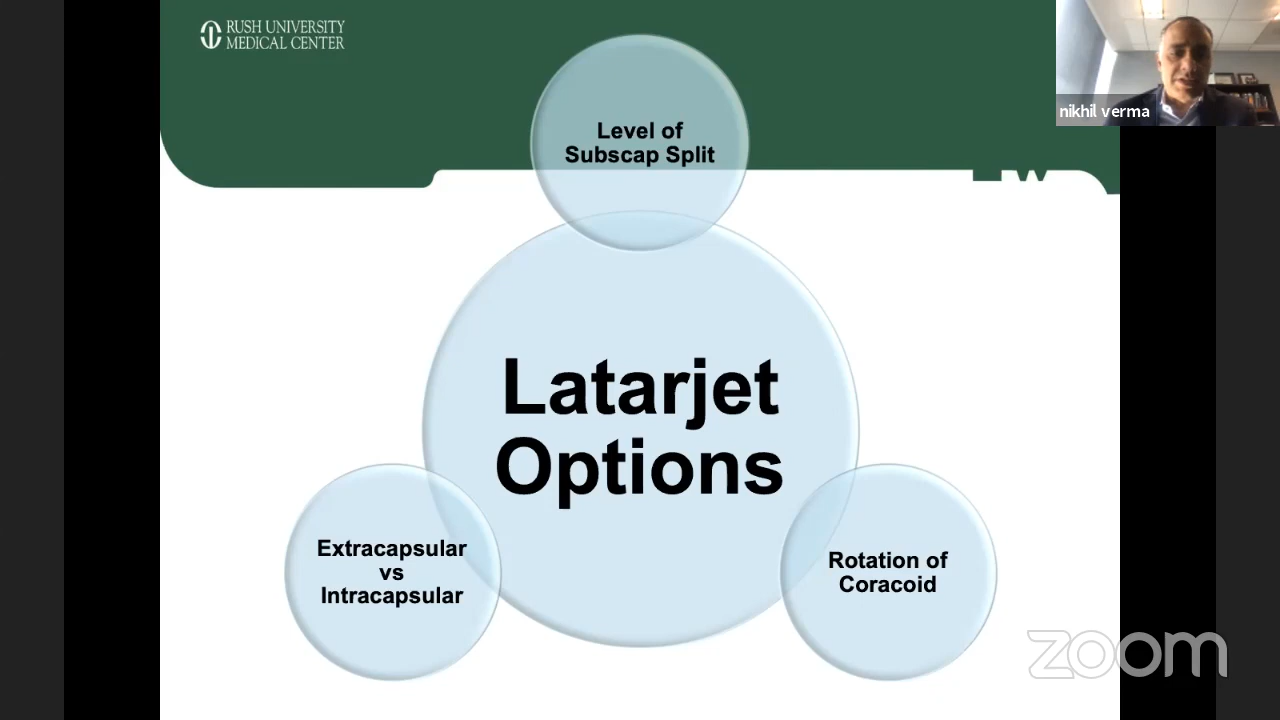 RUSH UNIVERSITY
MEDICAL CENTER
nikhil verma
Level of
Subscap Split
Latarjet
Options
Extracapsular
vs
Intracapsular
Rotation of
Coracoid
zoom